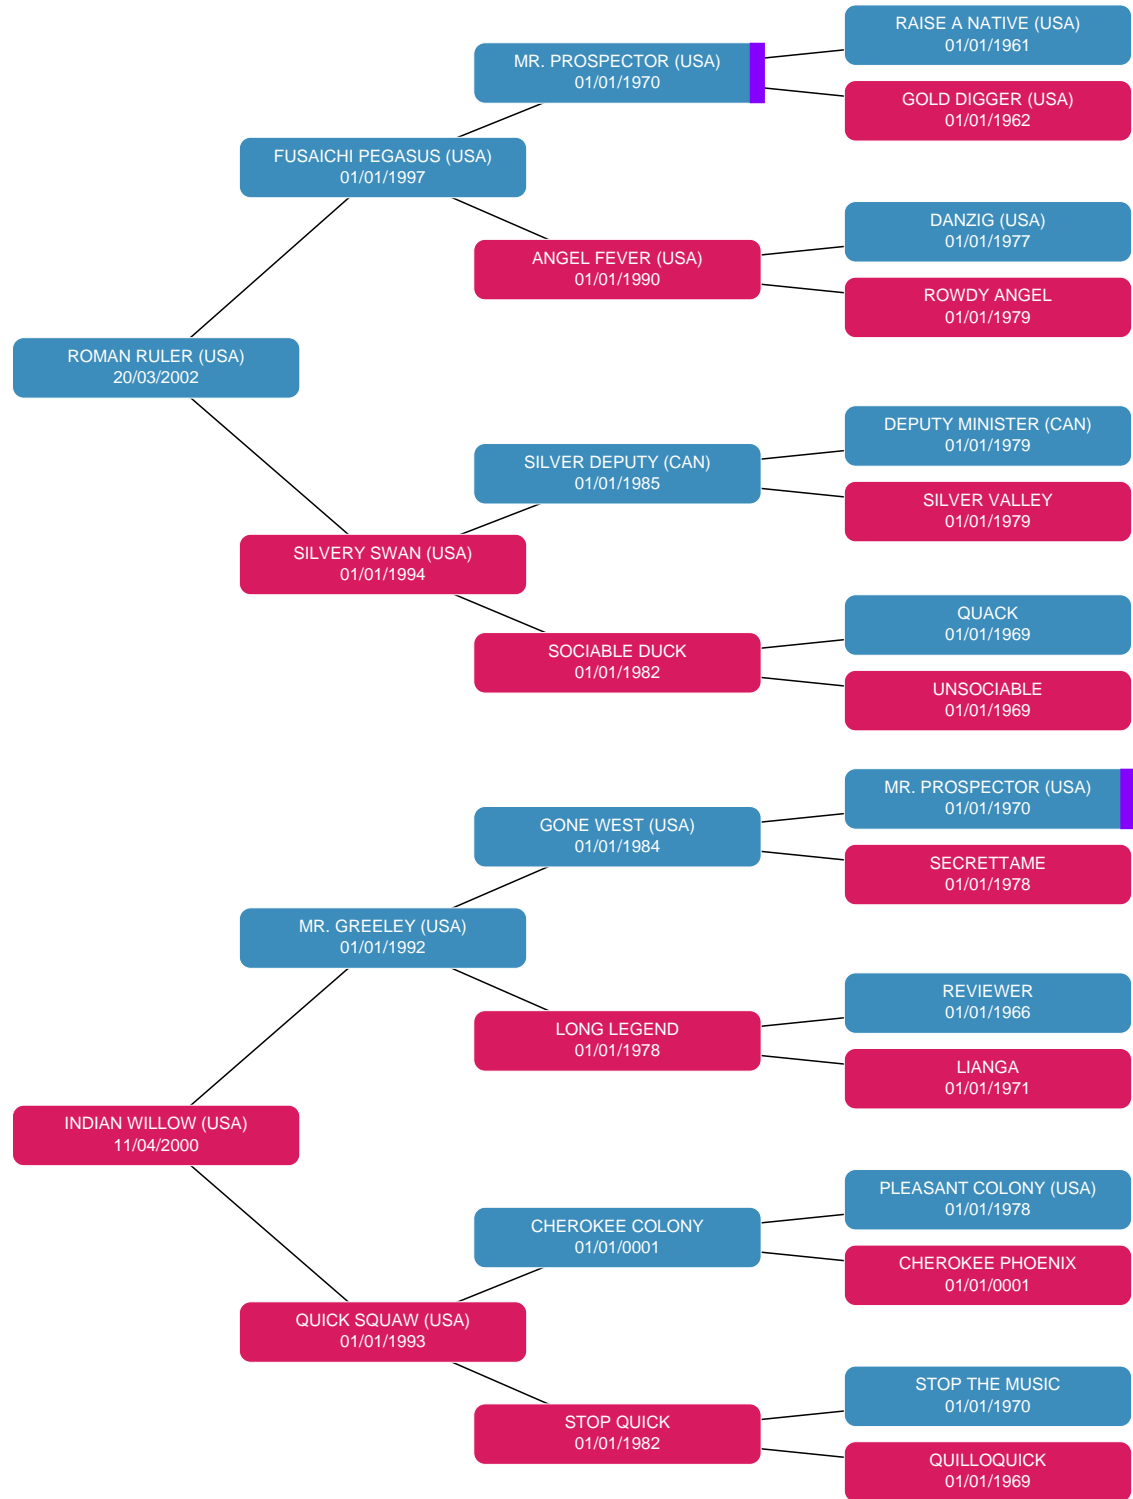 RAISE A NATIVE (USA)
01/01/1961
MR. PROSPECTOR (USA)
01/01/1970
GOLD DIGGER (USA)
01/01/1962
FUSAICHI PEGASUS (USA)
01/01/1997
DANZIG (USA)
01/01/1977
ANGEL FEVER (USA)
01/01/1990
ROWDY ANGEL
01/01/1979
ROMAN RULER (USA)
20/03/2002
DEPUTY MINISTER (CAN)
01/01/1979
SILVER DEPUTY (CAN)
01/01/1985
SILVER VALLEY
01/01/1979
SILVERY SWAN (USA)
01/01/1994
QUACK
01/01/1969
SOCIABLE DUCK
01/01/1982
UNSOCIABLE
01/01/1969
MR. PROSPECTOR (USA)
01/01/1970
GONE WEST (USA)
01/01/1984
SECRETTAME
01/01/1978
MR. GREELEY (USA)
01/01/1992
REVIEWER
01/01/1966
LONG LEGEND
01/01/1978
LIANGA
01/01/1971
INDIAN WILLOW (USA)
11/04/2000
PLEASANT COLONY (USA)
01/01/1978
CHEROKEE COLONY
01/01/0001
CHEROKEE PHOENIX
01/01/0001
QUICK SQUAW (USA)
01/01/1993
STOP THE MUSIC
01/01/1970
STOP QUICK
01/01/1982
QUILLOQUICK
01/01/1969